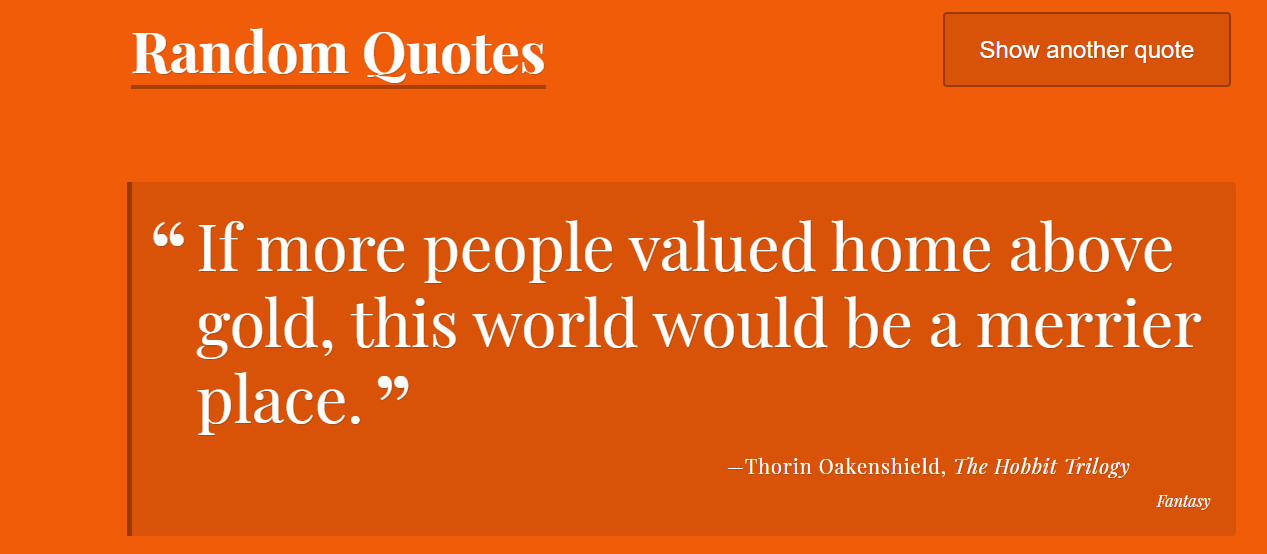 Random Quotes
Show another quote
“ If more people valued home above
gold, this world would be a merrier
place. ”
—Thorin Oakenshield, The Hobbit Trilogy
Fantasy